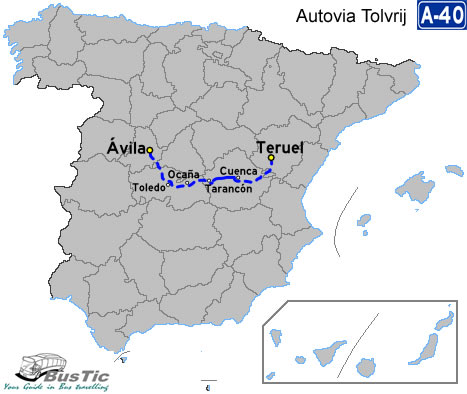 Autovia Tolvrij A-40
Ávila
Teruel
Ocaña
Cuenca
Toledo
Tarancón
BusTic
Your Guide in Bus travelling